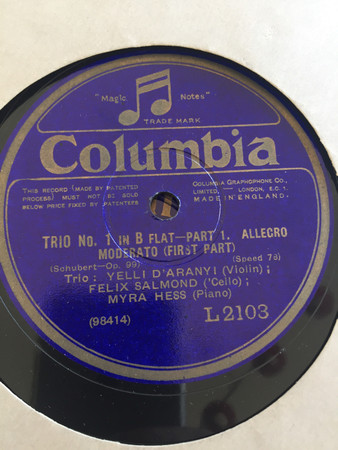 "Magic Notes"
TRADE MARK
Columbia
THIS RECORD (MADE BY PATENTED
PROCESS) MUST NOT BE SOLD
BELOW PRICE FIXED BY PATENTEES
COLUMBIA GRAPHOPHONE CO.,
LIMITED, — LONDON, E.C. 1.
MADE IN ENGLAND.
TRIO No. 1 IN B FLAT—PART 1. ALLEGRO
MODERATO (FIRST PART)
(Schubert—Op. 99) (Speed 78)
Trio: YELLI D'ARANYI (Violin);
FELIX SALMOND ('Cello);
MYRA HESS (Piano)
(98414) L2103